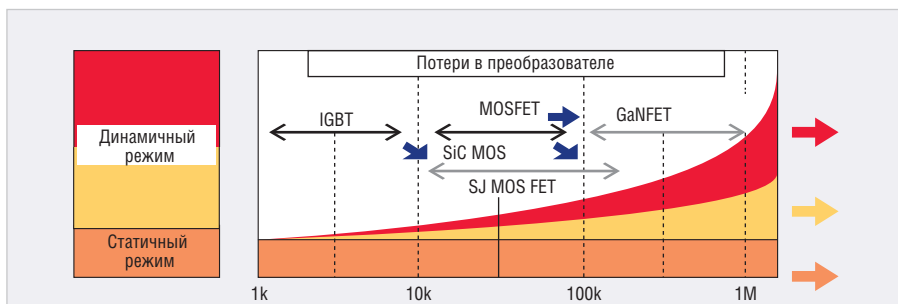 Потери в преобразователе
IGBT
MOSFET
GaNFET
Динамичный
режим
SiC MOS
SJ MOS FET
Статичный
режим
1k
10k
100k
1M